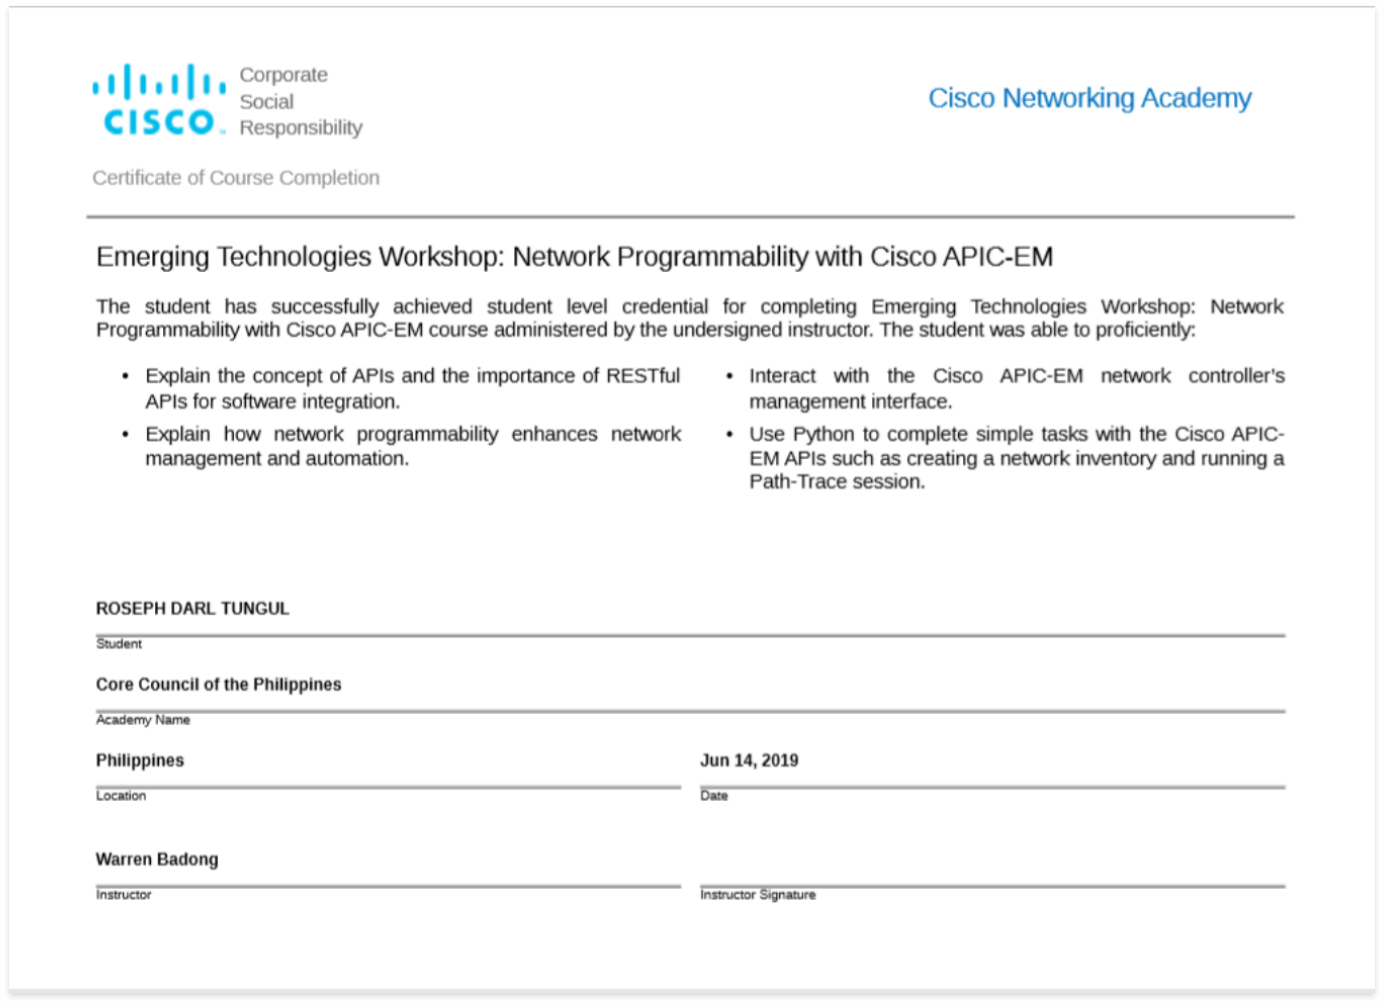 CISCO
Corporate
Social
Responsibility
Cisco Networking Academy
Certificate of Course Completion
Emerging Technologies Workshop: Network Programmability with Cisco APIC-EM
The student has successfully achieved student level credential for completing Emerging Technologies Workshop: Network
Programmability with Cisco APIC-EM course administered by the undersigned instructor. The student was able to proficiently:
• Explain the concept of APIs and the importance of RESTful
APIs for software integration.
• Explain how network programmability enhances network
management and automation.
• Interact with the Cisco APIC-EM network controller's
management interface.
• Use Python to complete simple tasks with the Cisco APIC-
EM APIs such as creating a network inventory and running a
Path-Trace session.
ROSEPH DARL TUNGUL
Student
Core Council of the Philippines
Academy Name
Philippines
Location
Jun 14, 2019
Date
Warren Badong
Instructor
Instructor Signature